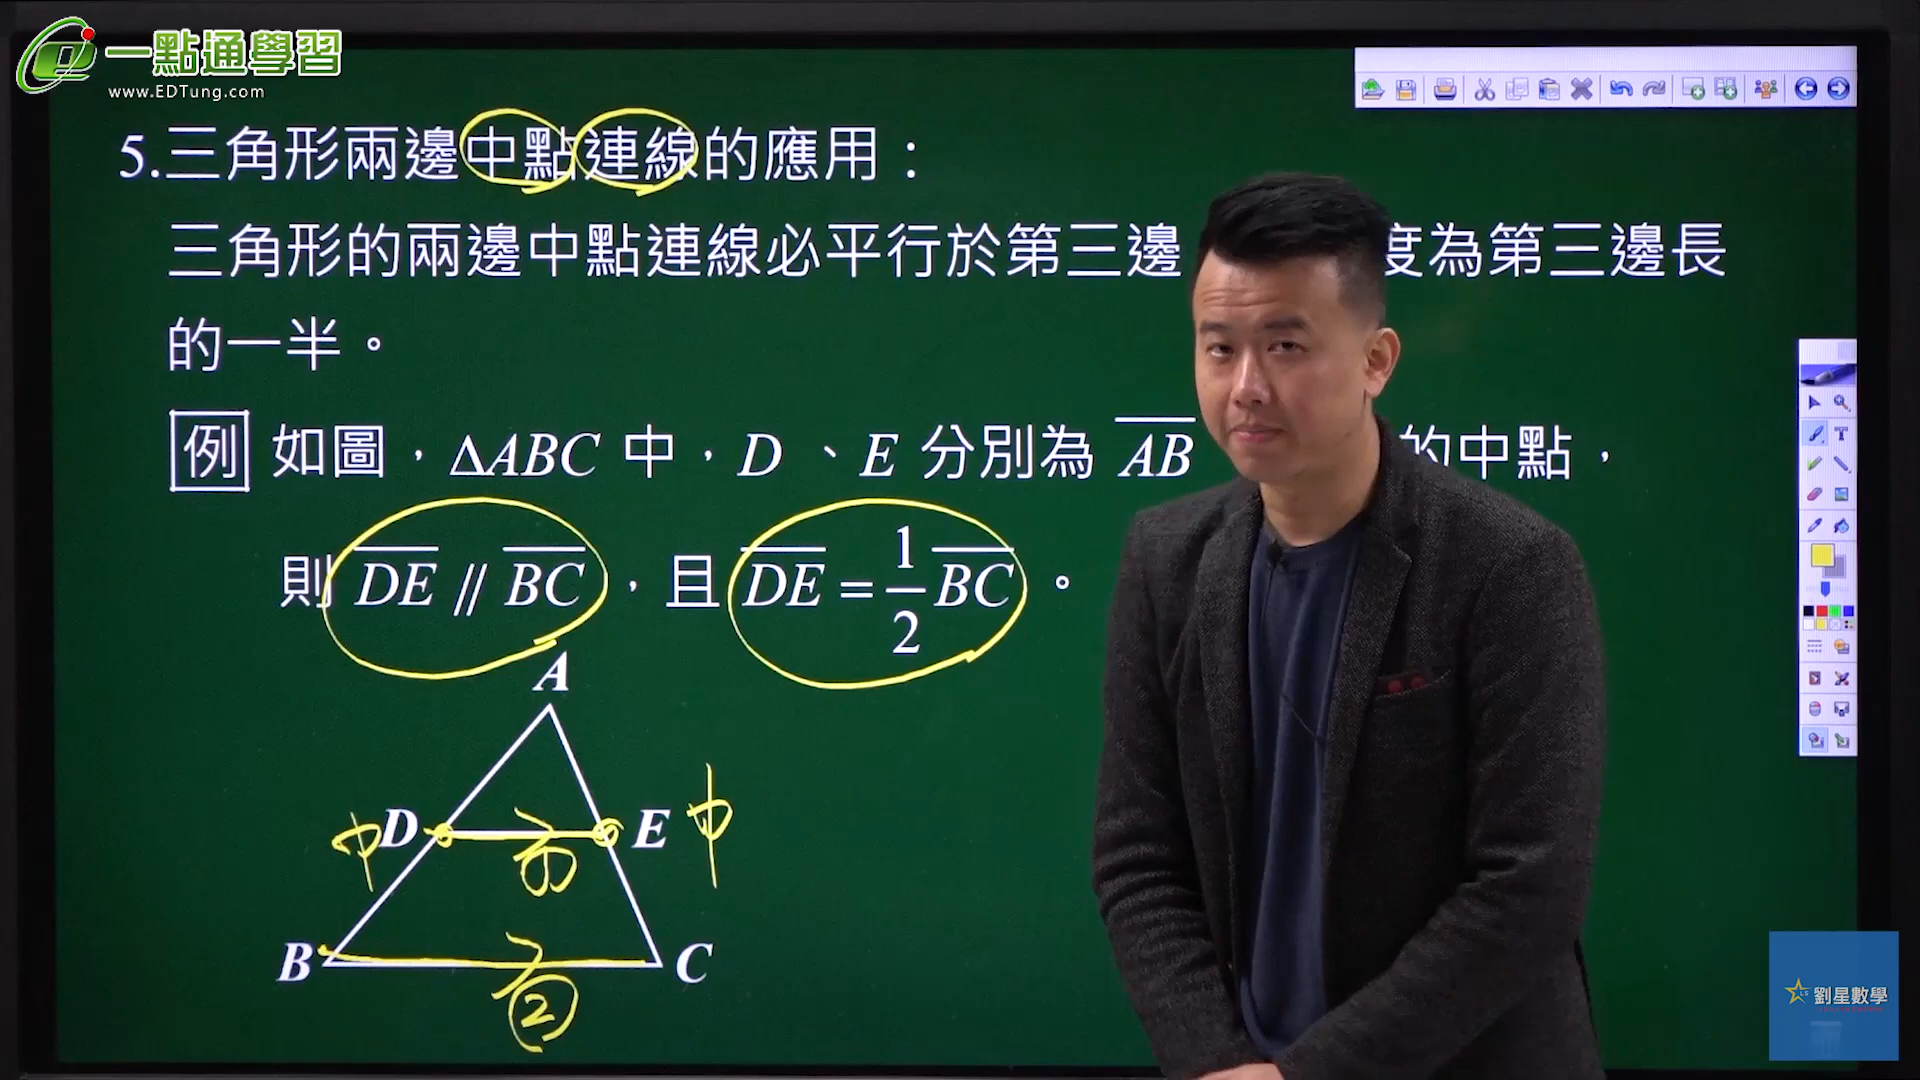 一點通學習
www.EDTung.com
5.三角形兩邊中點連線的應用：
三角形的兩邊中點連線必平行於第三邊 度為第三邊長
的一半。
例 如圖，ΔABC 中，D、E 分別為 AB 的中點，
則 DE // BC，且 DE = 1/2 BC。
A
中 D E 中
1
B C
2
劉星數學